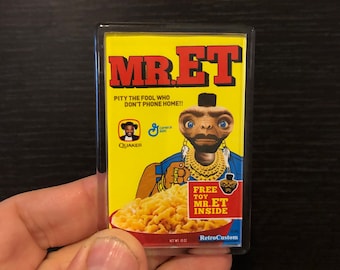 MR. ET
PITY THE FOOL WHO
DON'T PHONE HOME!!
QUAKER
FREE
TOY
MR. ET
INSIDE
RetroCustom